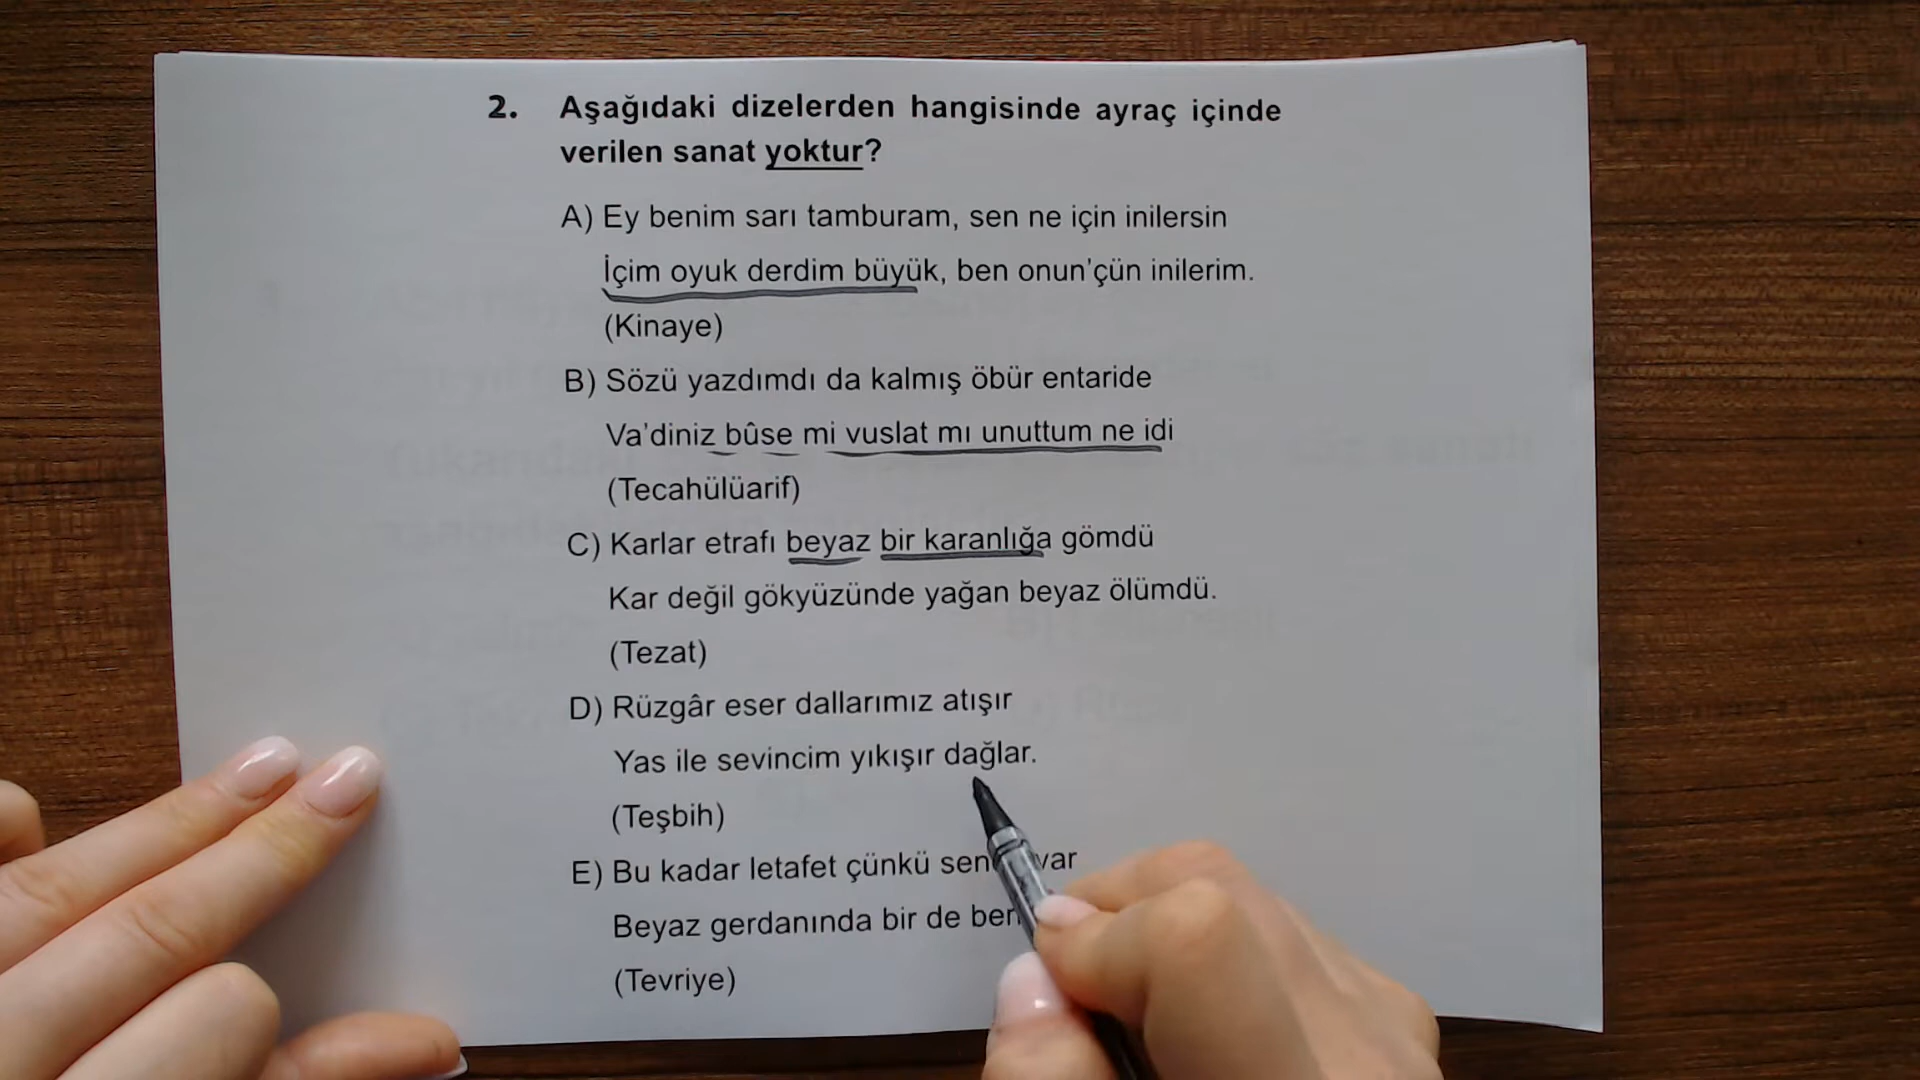 2. Aşağıdaki dizelerden hangisinde ayraç içinde
verilen sanat yoktur?
A) Ey benim sarı tamburam, sen ne için inilersin
İçim oyuk derdim büyük, ben onun'çün inilerim.
(Kinaye)
B) Sözü yazdımdı da kalmış öbür entaride
Va'diniz bûse mi vuslat mı unuttum ne idi
(Tecahülüarif)
C) Karlar etrafı beyaz bir karanlığa gömdü
Kar değil gökyüzünde yağan beyaz ölümdü.
(Tezat)
D) Rüzgâr eser dallarımız atışır
Yas ile sevincim yıkışır dağlar.
(Teşbih)
E) Bu kadar letafet çünkü var
Beyaz gerdanında bir de
(Tevriye)